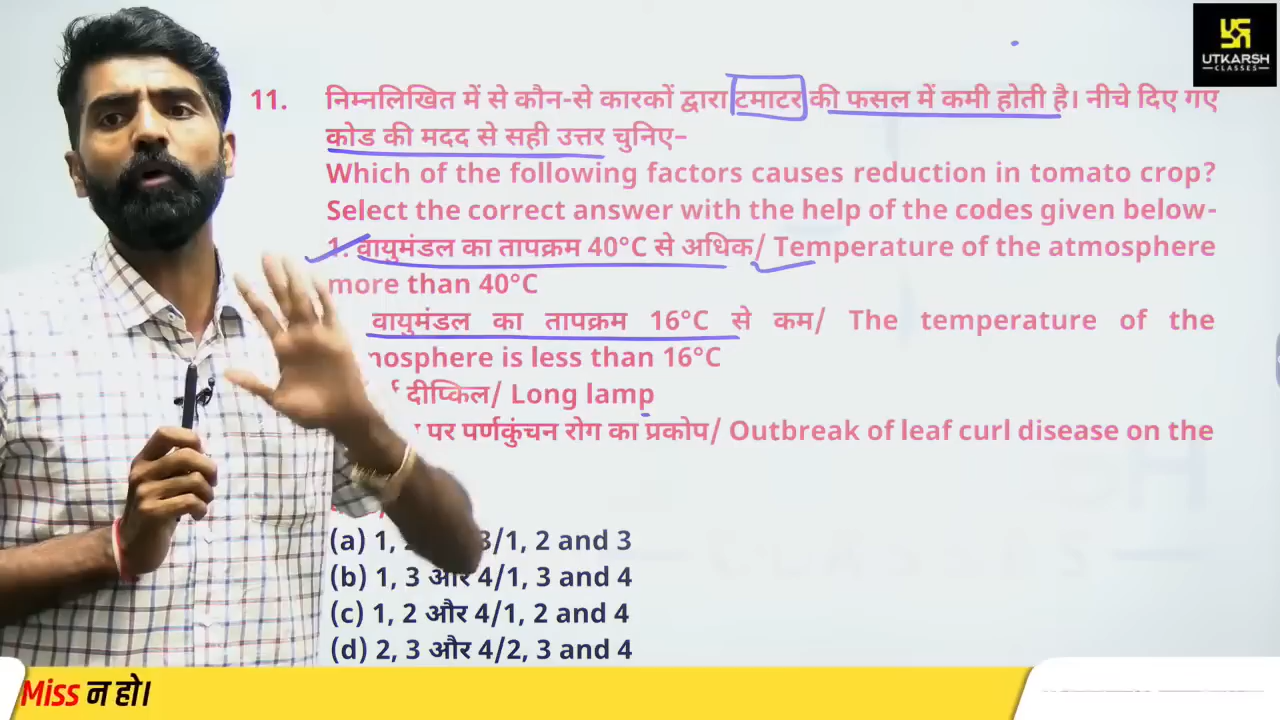 UTKARSH
CLASSES
11. निम्नलिखित में से कौन-से कारकों द्वारा टमाटर की फसल में कमी होती है। नीचे दिए गए
कोड की मदद से सही उत्तर चुनिए–
Which of the following factors causes reduction in tomato crop?
Select the correct answer with the help of the codes given below-
1. वायुमंडल का तापक्रम 40°C से अधिक/ Temperature of the atmosphere
more than 40°C
वायुमंडल का तापक्रम 16°C से कम/ The temperature of the
is less than 16°C
दीप्किल/ Long lamp
पर पर्णकुंचन रोग का प्रकोप/ Outbreak of leaf curl disease on the
(a) 1, 3/1, 2 and 3
(b) 1, 3 और 4/1, 3 and 4
(c) 1, 2 और 4/1, 2 and 4
(d) 2, 3 और 4/2, 3 and 4
Miss न हो।